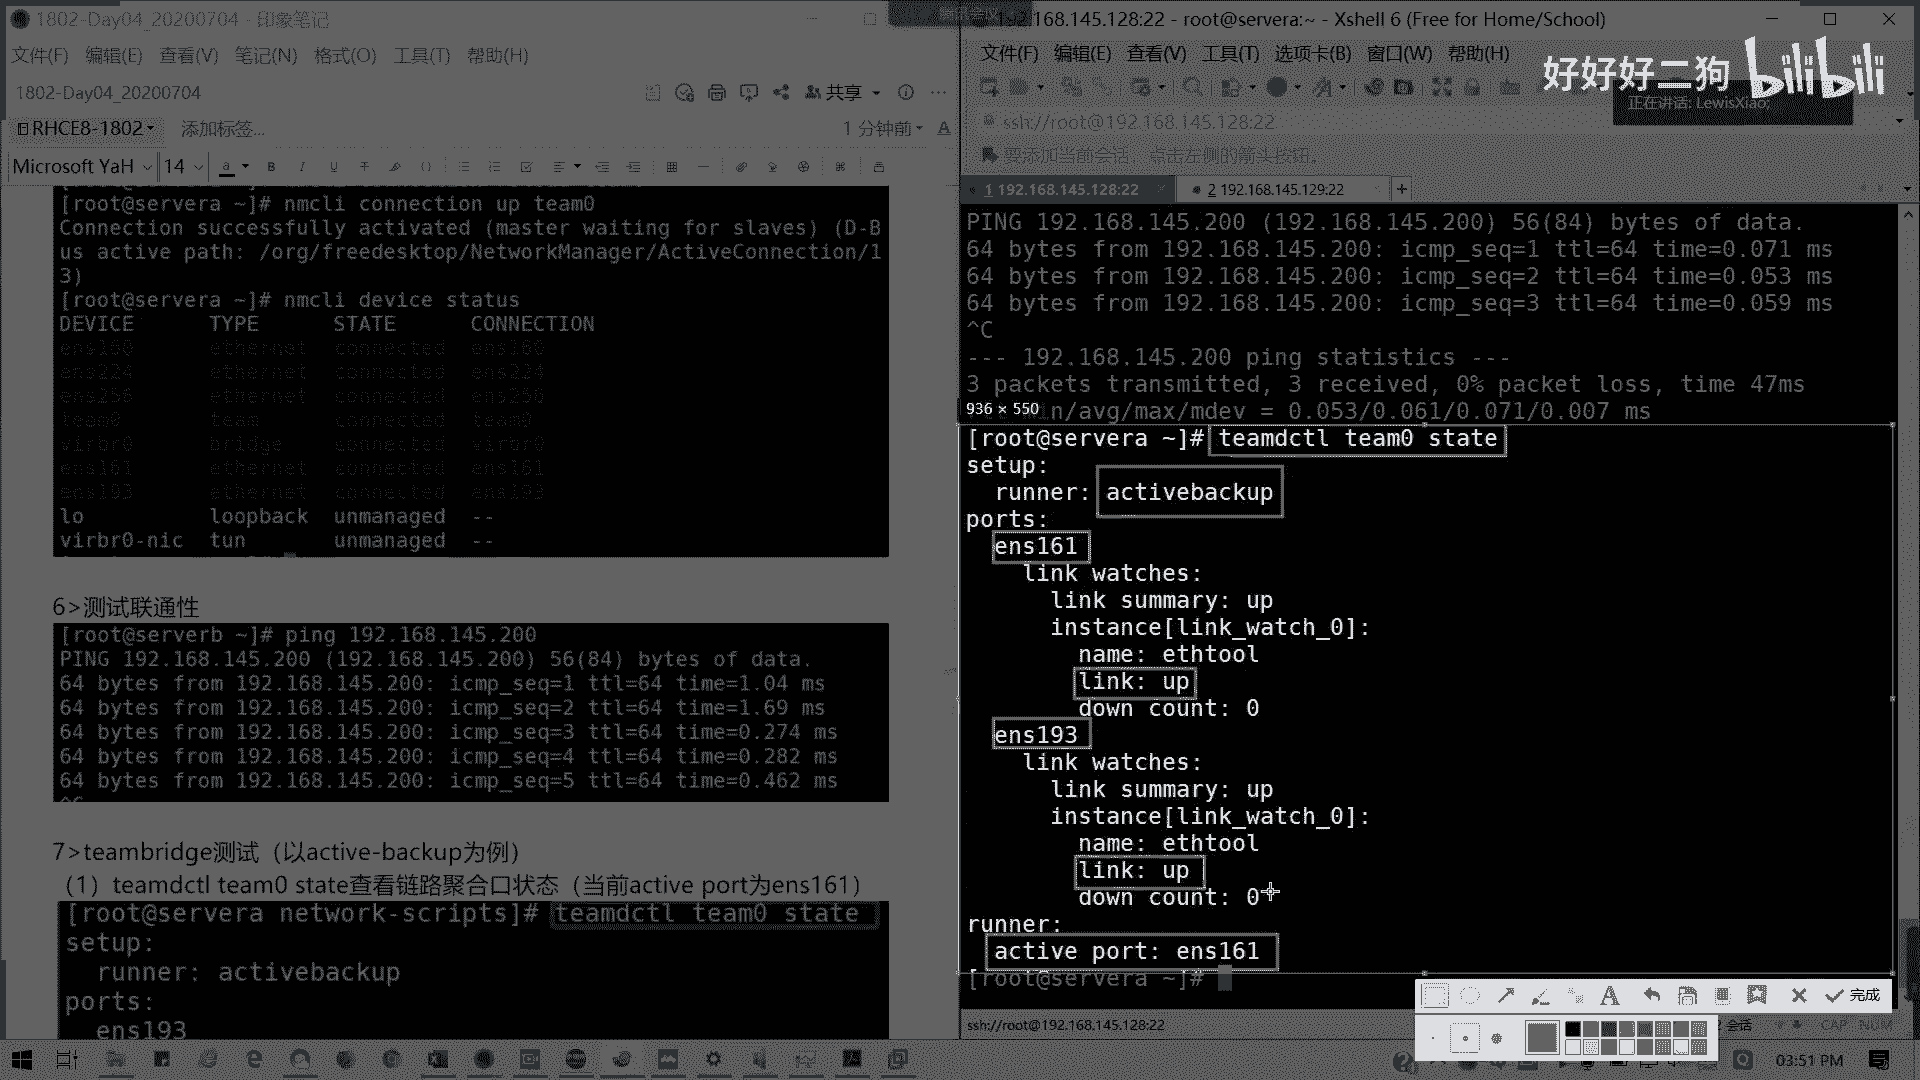 1802-Day04_20200704 - 印象笔记
文件(F) 编辑(E) 查看(V) 笔记(N) 格式(O) 工具(T) 帮助(H)
1802-Day04_20200704
共享
RHCE8-1802 添加标签...
1 分钟前
Microsoft YaH 14
[root@servera ~]# nmcli connection up team0
Connection successfully activated (master waiting for slaves) (D-B
us active path: /org/freedesktop/NetworkManager/ActiveConnection/1
3)
[root@servera ~]# nmcli device status
DEVICE TYPE STATE CONNECTION
ens160 ethernet connected ens160
ens224 ethernet connected ens224
ens256 ethernet connected ens256
team0 team connected team0
virbr0 bridge connected virbr0
ens161 ethernet connected ens161
ens193 ethernet connected ens193
lo loopback unmanaged --
virbr0-nic tun unmanaged --
6>测试联通性
[root@serverb ~]# ping 192.168.145.200
PING 192.168.145.200 (192.168.145.200) 56(84) bytes of data.
64 bytes from 192.168.145.200: icmp_seq=1 ttl=64 time=1.04 ms
64 bytes from 192.168.145.200: icmp_seq=2 ttl=64 time=1.69 ms
64 bytes from 192.168.145.200: icmp_seq=3 ttl=64 time=0.274 ms
64 bytes from 192.168.145.200: icmp_seq=4 ttl=64 time=0.282 ms
64 bytes from 192.168.145.200: icmp_seq=5 ttl=64 time=0.462 ms
7>teambridge测试（以active-backup为例）
（1）teamdctl team0 state查看链路聚合口状态（当前active port为ens161）
[root@servera network-scripts]# teamdctl team0 state
setup:
runner: activebackup
ports:
ens193
192.168.145.128:22 - root@servera:~ - Xshell 6 (Free for Home/School)
文件(F) 编辑(E) 查看(V) 工具(T) 选项卡(B) 窗口(W) 帮助(H)
好好好二狗 bilibili
正在讲话: LewisXiao;
ssh://root@192.168.145.128:22
要添加当前会话，点击左侧的箭头按钮。
1 192.168.145.128:22
2 192.168.145.129:22
PING 192.168.145.200 (192.168.145.200) 56(84) bytes of data.
64 bytes from 192.168.145.200: icmp_seq=1 ttl=64 time=0.071 ms
64 bytes from 192.168.145.200: icmp_seq=2 ttl=64 time=0.053 ms
64 bytes from 192.168.145.200: icmp_seq=3 ttl=64 time=0.059 ms
^C
--- 192.168.145.200 ping statistics ---
3 packets transmitted, 3 received, 0% packet loss, time 47ms
936 × 550
min/avg/max/mdev = 0.053/0.061/0.071/0.007 ms
[root@servera ~]# teamdctl team0 state
setup:
runner: activebackup
ports:
ens161
link watches:
link summary: up
instance[link_watch_0]:
name: ethtool
link: up
down count: 0
ens193
link watches:
link summary: up
instance[link_watch_0]:
name: ethtool
link: up
down count: 0
runner:
active port: ens161
[root@servera ~]#
完成
ssh://root@192.168.145.128:22
会话
CAP NUM
03:51 PM